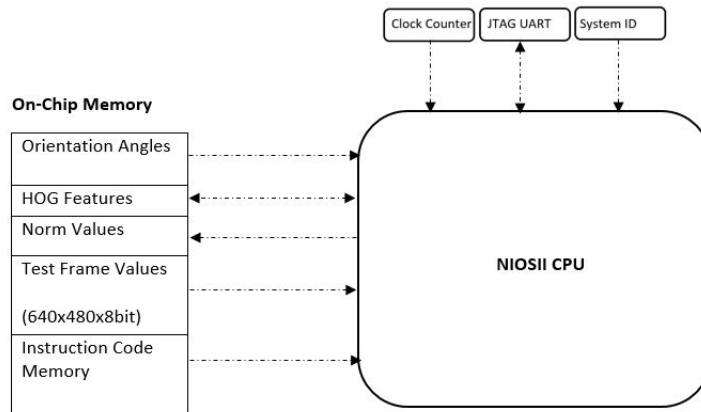 Clock Counter JTAG UART System ID
On-Chip Memory
Orientation Angles
HOG Features
Norm Values
Test Frame Values
(640x480x8bit)
Instruction Code
Memory
NIOSII CPU